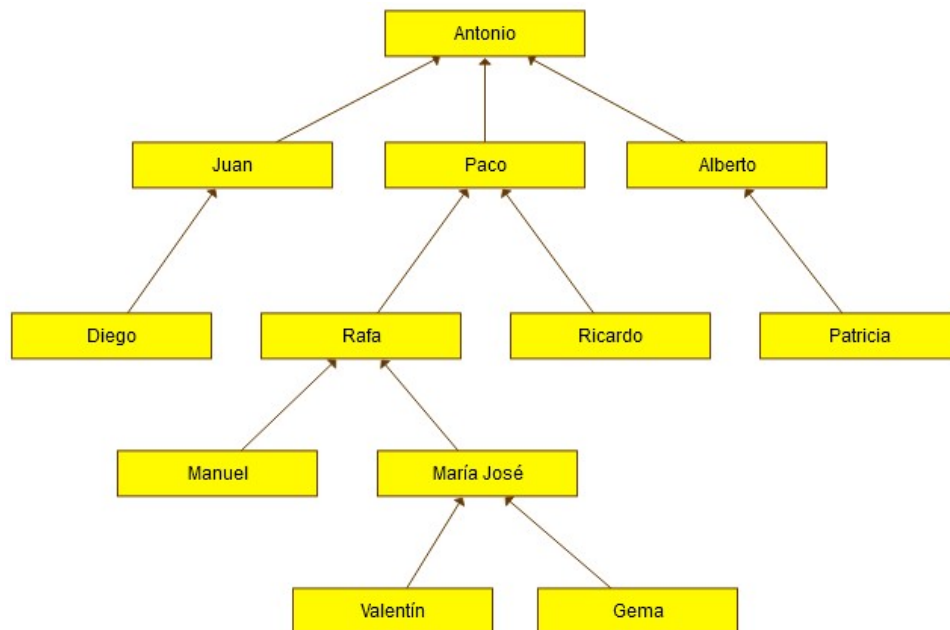 Antonio
Juan
Paco
Alberto
Diego
Rafa
Ricardo
Patricia
Manuel
María José
Valentín
Gema